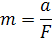 m = a/F